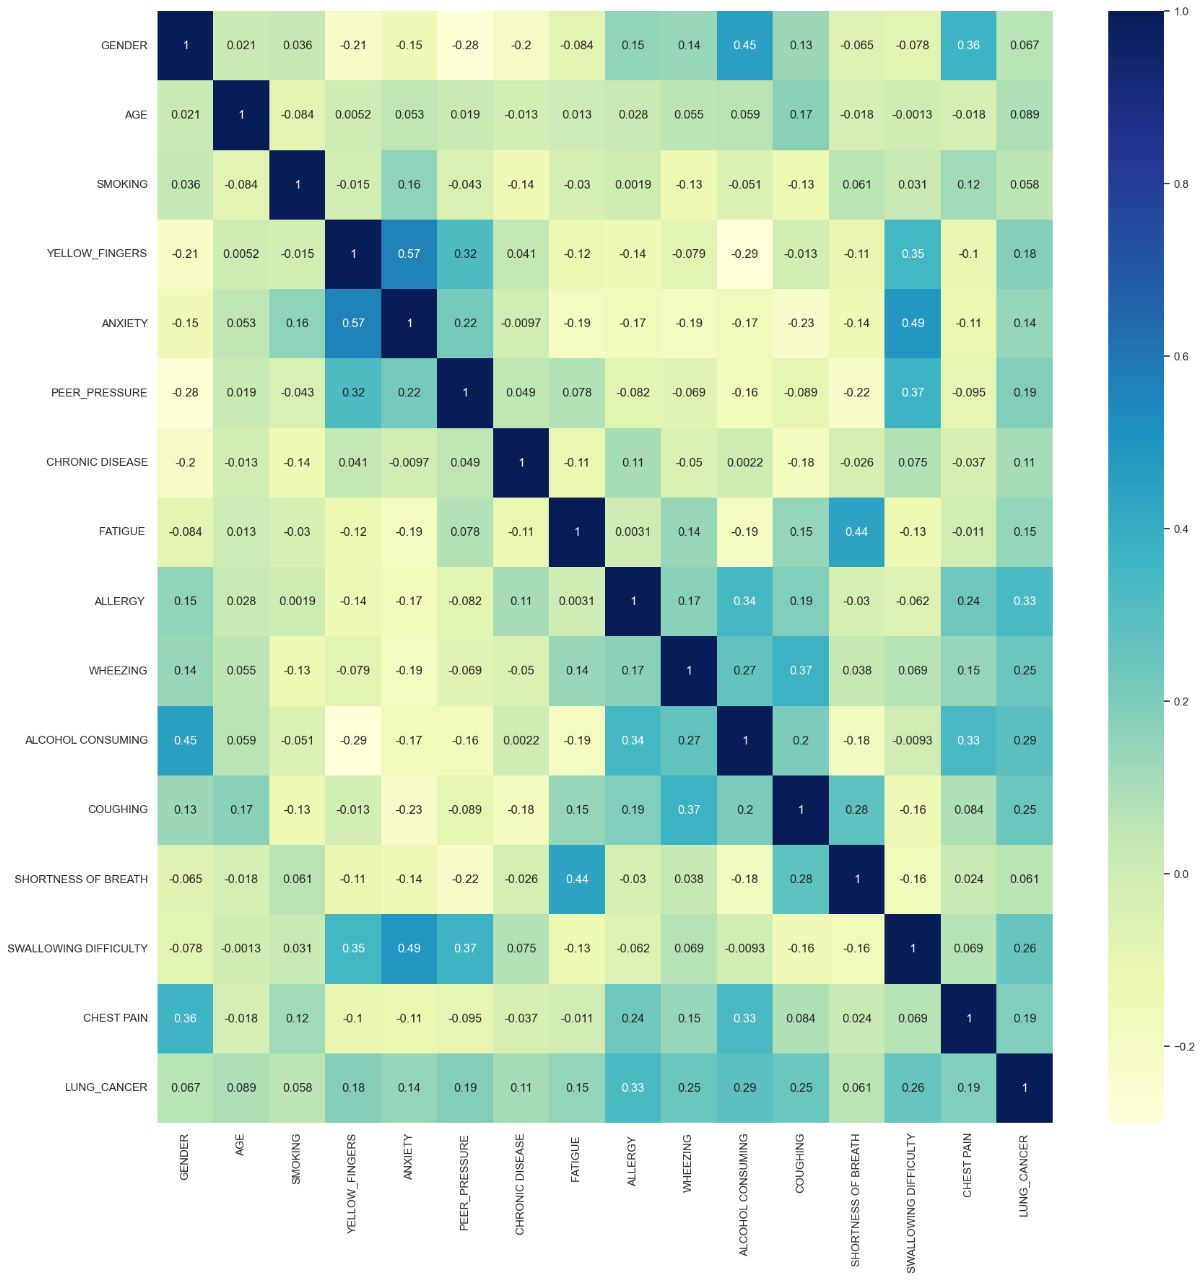 GENDER 1 0.021 0.036 -0.21 -0.15 -0.28 -0.2 -0.084 0.15 0.14 0.45 0.13 -0.065 -0.078 0.36 0.067
AGE 0.021 1 -0.084 0.0052 0.053 0.019 -0.013 0.013 0.028 0.055 0.059 0.17 -0.018 -0.0013 -0.018 0.089
SMOKING 0.036 -0.084 1 -0.015 0.16 -0.043 -0.14 -0.03 0.0019 -0.13 -0.051 -0.13 0.061 0.031 0.12 0.058
YELLOW_FINGERS -0.21 0.0052 -0.015 1 0.57 0.32 0.041 -0.12 -0.14 -0.079 -0.29 -0.013 -0.11 0.35 -0.1 0.18
ANXIETY -0.15 0.053 0.16 0.57 1 0.22 -0.0097 -0.19 -0.17 -0.19 -0.17 -0.23 -0.14 0.49 -0.11 0.14
PEER_PRESSURE -0.28 0.019 -0.043 0.32 0.22 1 0.049 0.078 -0.082 -0.069 -0.16 -0.089 -0.22 0.37 -0.095 0.19
CHRONIC DISEASE -0.2 -0.013 -0.14 0.041 -0.0097 0.049 1 -0.11 0.11 -0.05 0.0022 -0.18 -0.026 0.075 -0.037 0.11
FATIGUE -0.084 0.013 -0.03 -0.12 -0.19 0.078 -0.11 1 0.0031 0.14 -0.19 0.15 0.44 -0.13 -0.011 0.15
ALLERGY 0.15 0.028 0.0019 -0.14 -0.17 -0.082 0.11 0.0031 1 0.17 0.34 0.19 -0.03 -0.062 0.24 0.33
WHEEZING 0.14 0.055 -0.13 -0.079 -0.19 -0.069 -0.05 0.14 0.17 1 0.27 0.37 0.038 0.069 0.15 0.25
ALCOHOL CONSUMING 0.45 0.059 -0.051 -0.29 -0.17 -0.16 0.0022 -0.19 0.34 0.27 1 0.2 -0.18 -0.0093 0.33 0.29
COUGHING 0.13 0.17 -0.13 -0.013 -0.23 -0.089 -0.18 0.15 0.19 0.37 0.2 1 0.28 -0.16 0.084 0.25
SHORTNESS OF BREATH -0.065 -0.018 0.061 -0.11 -0.14 -0.22 -0.026 0.44 -0.03 0.038 -0.18 0.28 1 -0.16 0.024 0.061
SWALLOWING DIFFICULTY -0.078 -0.0013 0.031 0.35 0.49 0.37 0.075 -0.13 -0.062 0.069 -0.0093 -0.16 -0.16 1 0.069 0.26
CHEST PAIN 0.36 -0.018 0.12 -0.1 -0.11 -0.095 -0.037 -0.011 0.24 0.15 0.33 0.084 0.024 0.069 1 0.19
LUNG_CANCER 0.067 0.089 0.058 0.18 0.14 0.19 0.11 0.15 0.33 0.25 0.29 0.25 0.061 0.26 0.19 1
GENDER
AGE
SMOKING
YELLOW_FINGERS
ANXIETY
PEER_PRESSURE
CHRONIC DISEASE
FATIGUE
ALLERGY
WHEEZING
ALCOHOL CONSUMING
COUGHING
SHORTNESS OF BREATH
SWALLOWING DIFFICULTY
CHEST PAIN
LUNG_CANCER
1.0
0.8
0.6
0.4
0.2
0.0
−0.2